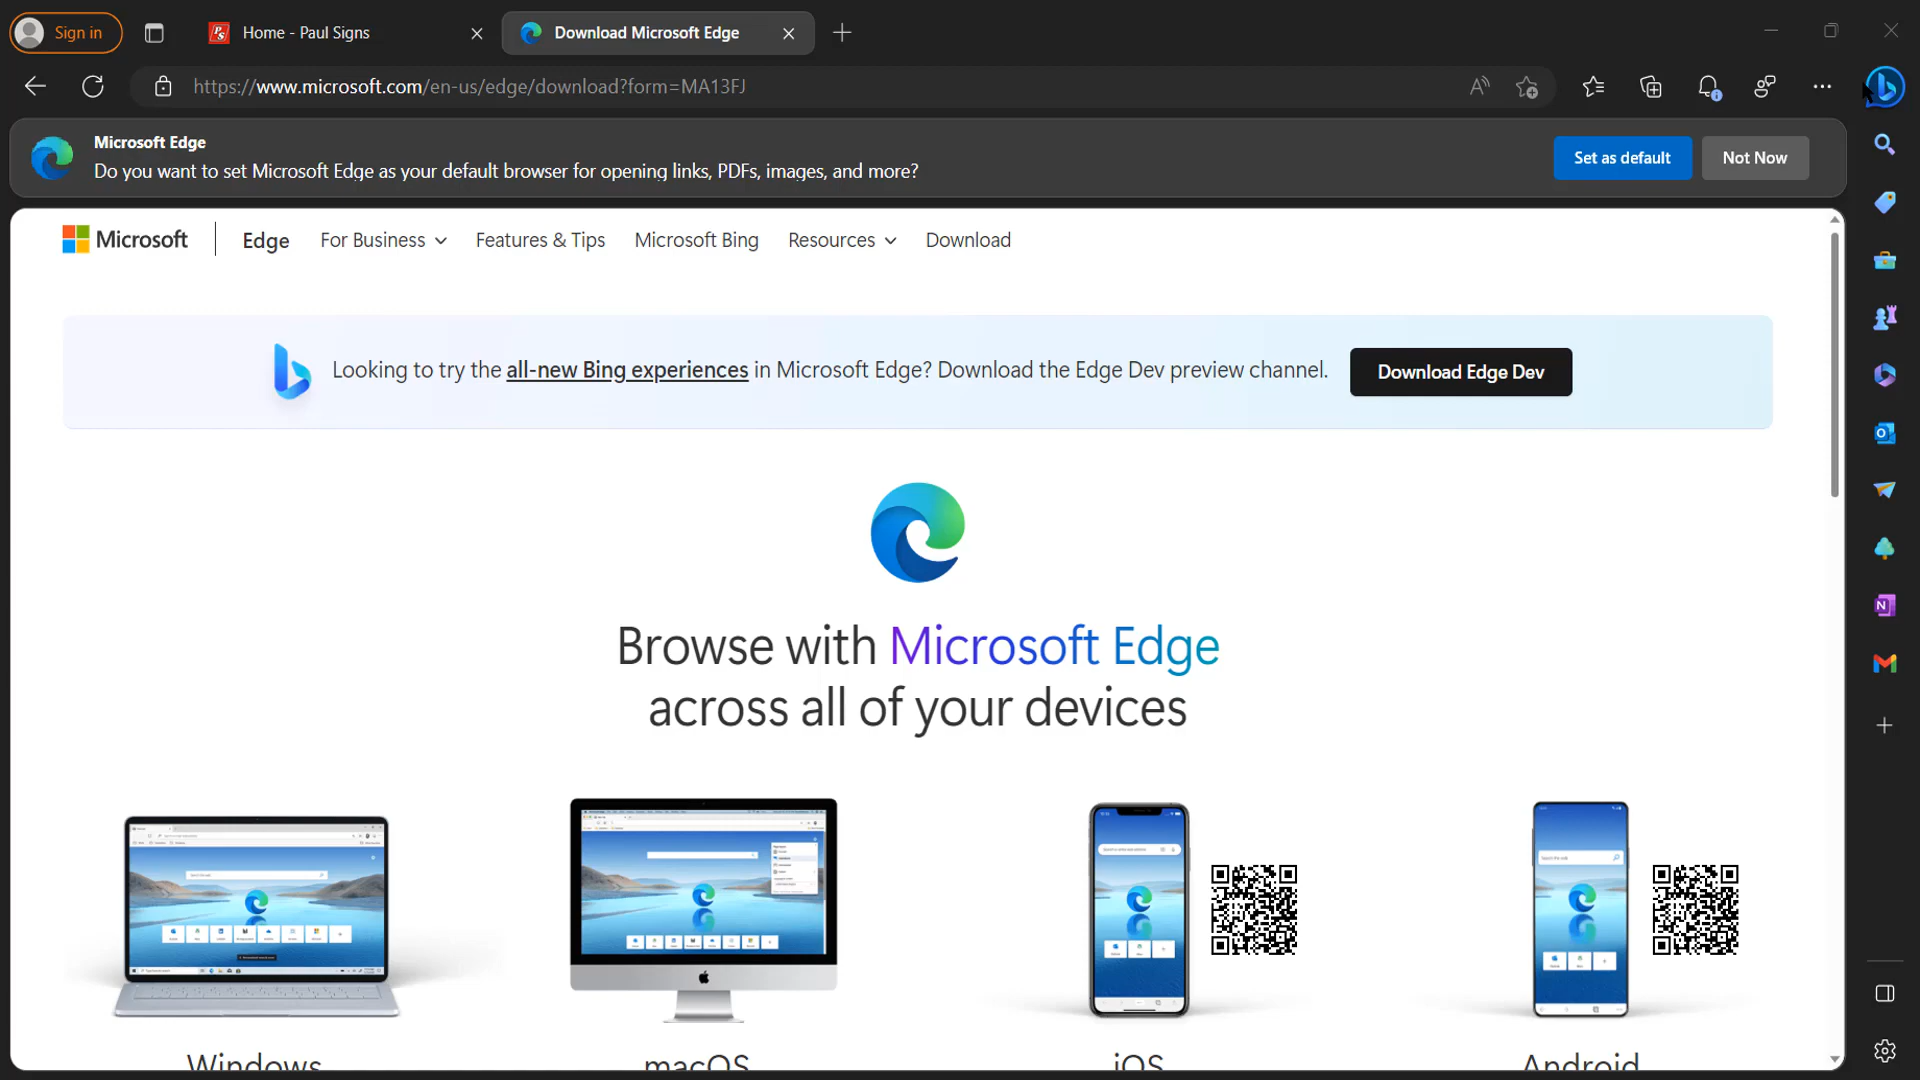 Sign in
Home - Paul Signs
Download Microsoft Edge
https://www.microsoft.com/en-us/edge/download?form=MA13FJ
Microsoft Edge
Do you want to set Microsoft Edge as your default browser for opening links, PDFs, images, and more?
Set as default
Not Now
Microsoft
Edge
For Business
Features & Tips
Microsoft Bing
Resources
Download
Looking to try the all-new Bing experiences in Microsoft Edge? Download the Edge Dev preview channel.
Download Edge Dev
Browse with Microsoft Edge
across all of your devices
Windows
macOS
iOS
Android